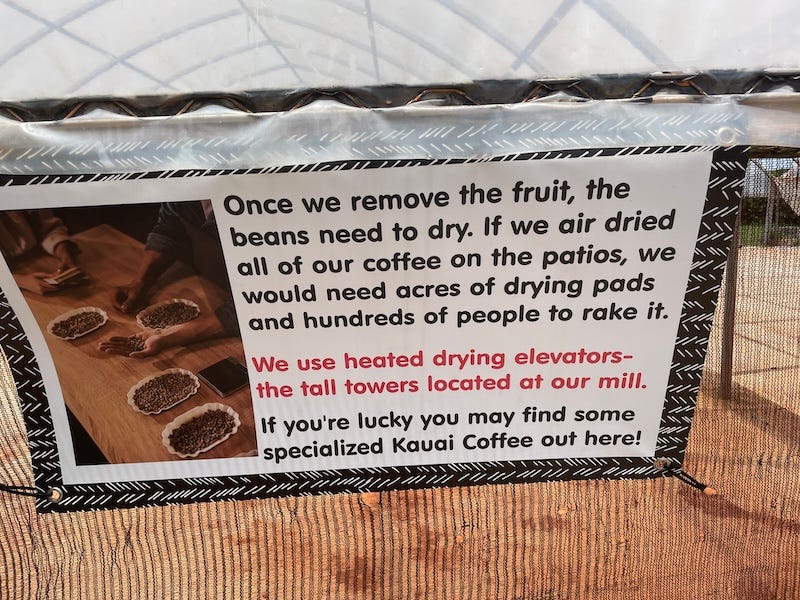 Once we remove the fruit, the
beans need to dry. If we air dried
all of our coffee on the patios, we
would need acres of drying pads
and hundreds of people to rake it.
We use heated drying elevators-
the tall towers located at our mill.
If you're lucky you may find some
specialized Kauai Coffee out here!